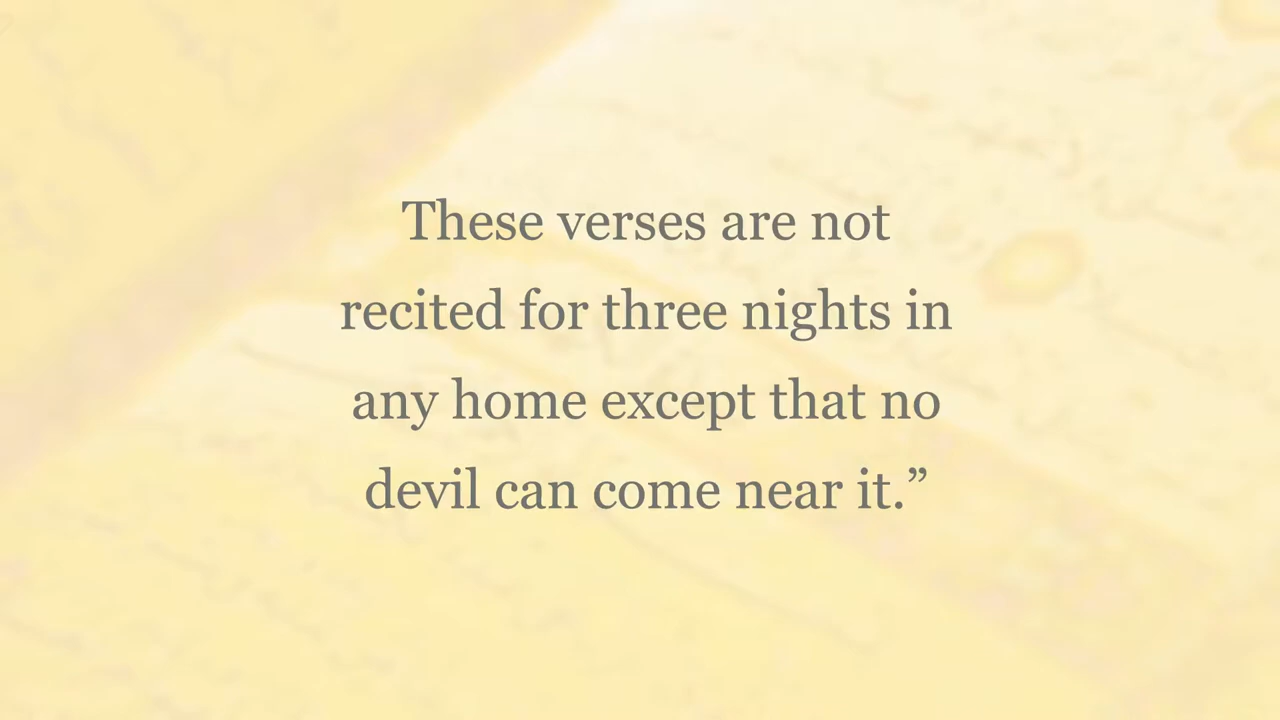 These verses are not
recited for three nights in
any home except that no
devil can come near it.”